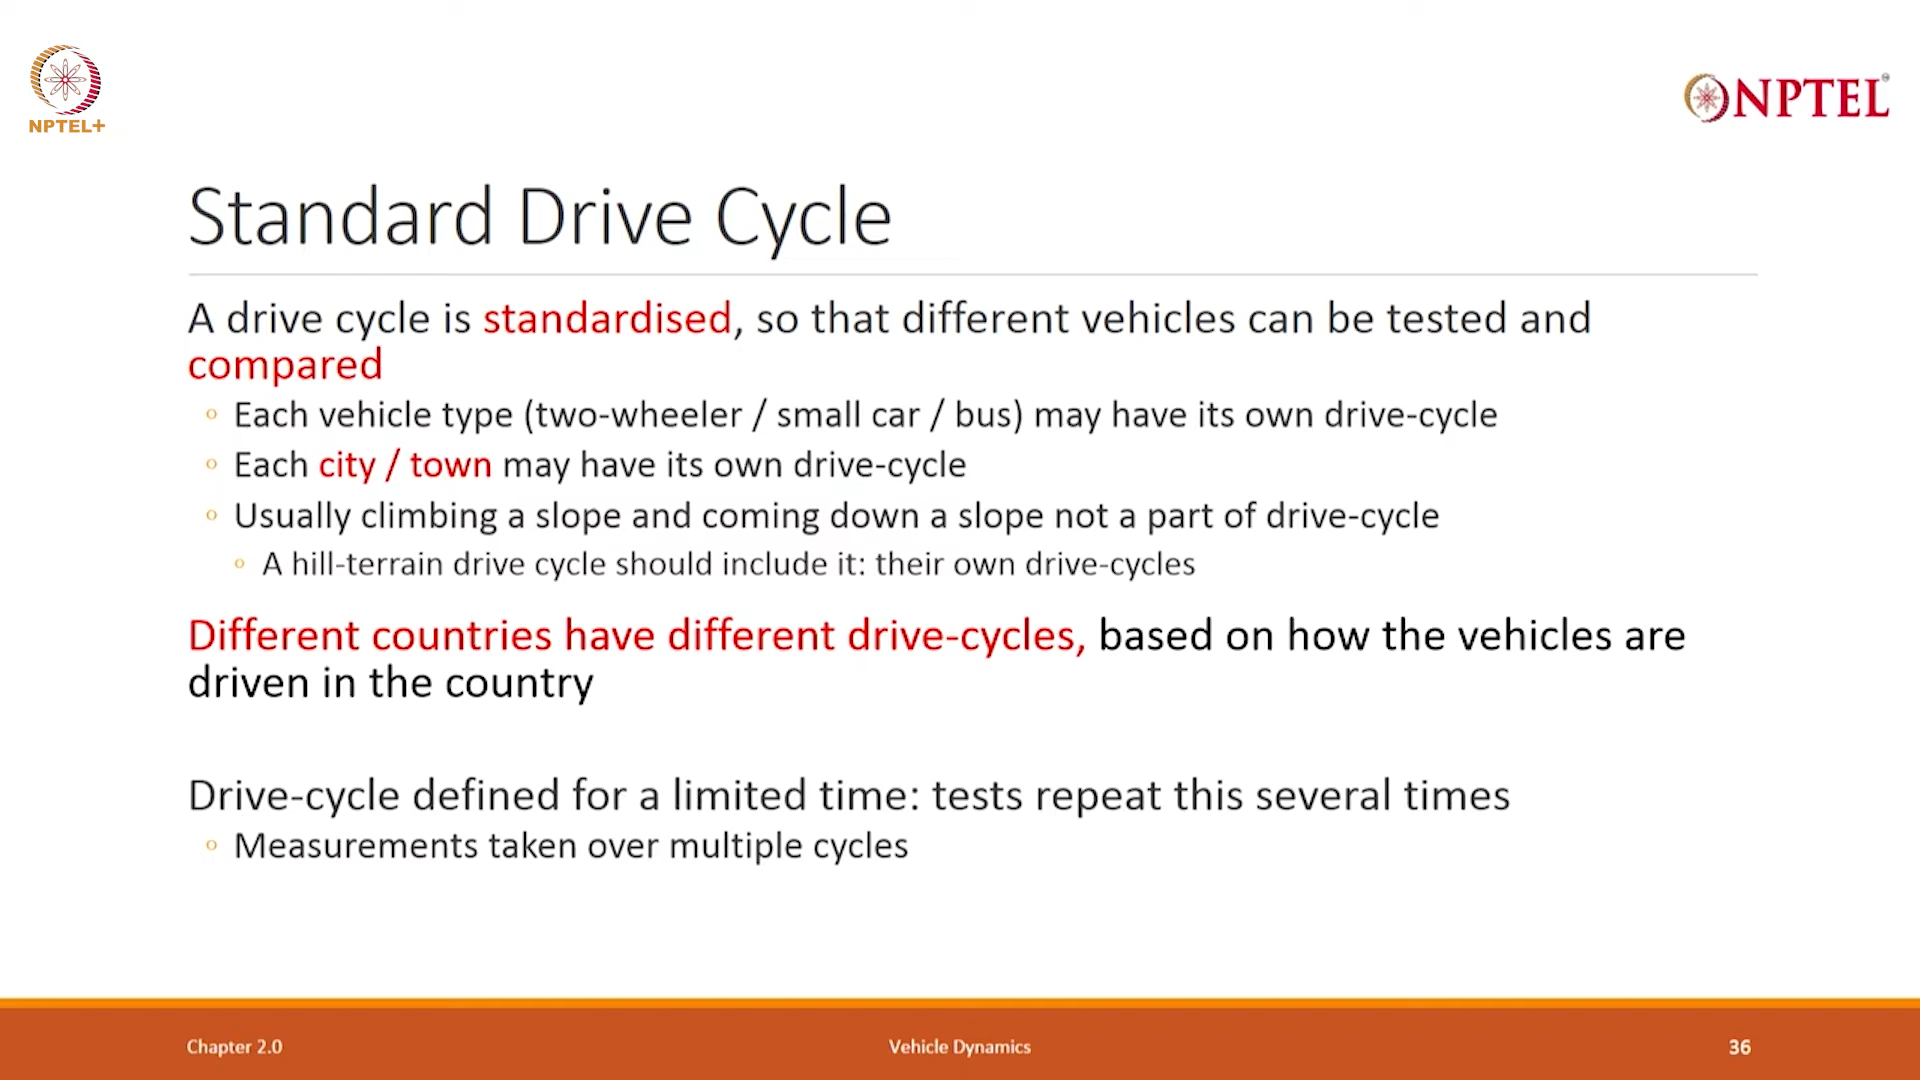 NPTEL+
NPTEL
Standard Drive Cycle
A drive cycle is standardised, so that different vehicles can be tested and
compared
Each vehicle type (two-wheeler / small car / bus) may have its own drive-cycle
Each city / town may have its own drive-cycle
Usually climbing a slope and coming down a slope not a part of drive-cycle
A hill-terrain drive cycle should include it: their own drive-cycles
Different countries have different drive-cycles, based on how the vehicles are
driven in the country
Drive-cycle defined for a limited time: tests repeat this several times
Measurements taken over multiple cycles
Chapter 2.0
Vehicle Dynamics
36